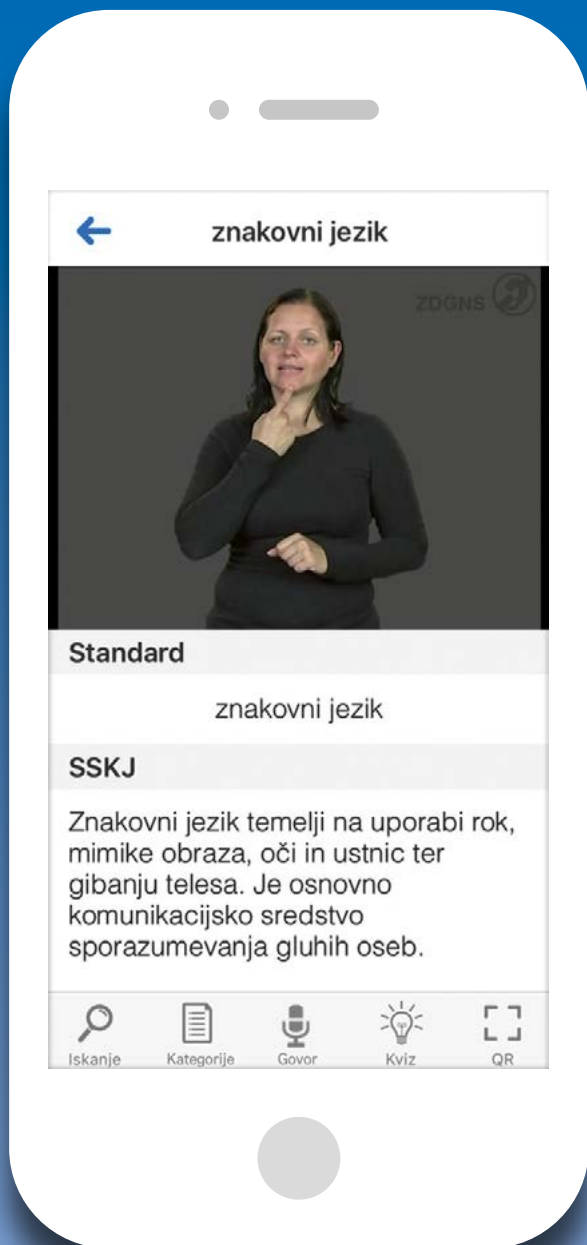 znakovni jezik
ZDGNS
Standard
znakovni jezik
SSKJ
Znakovni jezik temelji na uporabi rok,
mimike obraza, oči in ustnic ter
gibanju telesa. Je osnovno
komunikacijsko sredstvo
sporazumevanja gluhih oseb.
Iskanje Kategorije Govor Kviz QR